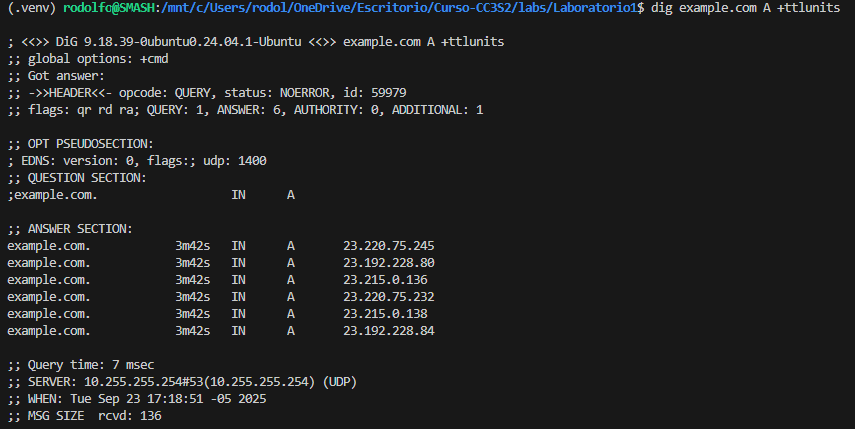 (.venv) rodolfo@SMASH:/mnt/c/Users/rodol/OneDrive/Escritorio/Curso-CC3S2/labs/Laboratorio1$ dig example.com A +ttlunits

; <<>> DiG 9.18.39-0ubuntu0.24.04.1-Ubuntu <<>> example.com A +ttlunits
;; global options: +cmd
;; Got answer:
;; ->>HEADER<<- opcode: QUERY, status: NOERROR, id: 59979
;; flags: qr rd ra; QUERY: 1, ANSWER: 6, AUTHORITY: 0, ADDITIONAL: 1

;; OPT PSEUDOSECTION:
; EDNS: version: 0, flags:; udp: 1400
;; QUESTION SECTION:
;example.com. IN A

;; ANSWER SECTION:
example.com. 3m42s IN A 23.220.75.245
example.com. 3m42s IN A 23.192.228.80
example.com. 3m42s IN A 23.215.0.136
example.com. 3m42s IN A 23.220.75.232
example.com. 3m42s IN A 23.215.0.138
example.com. 3m42s IN A 23.192.228.84

;; Query time: 7 msec
;; SERVER: 10.255.255.254#53(10.255.255.254) (UDP)
;; WHEN: Tue Sep 23 17:18:51 -05 2025
;; MSG SIZE rcvd: 136